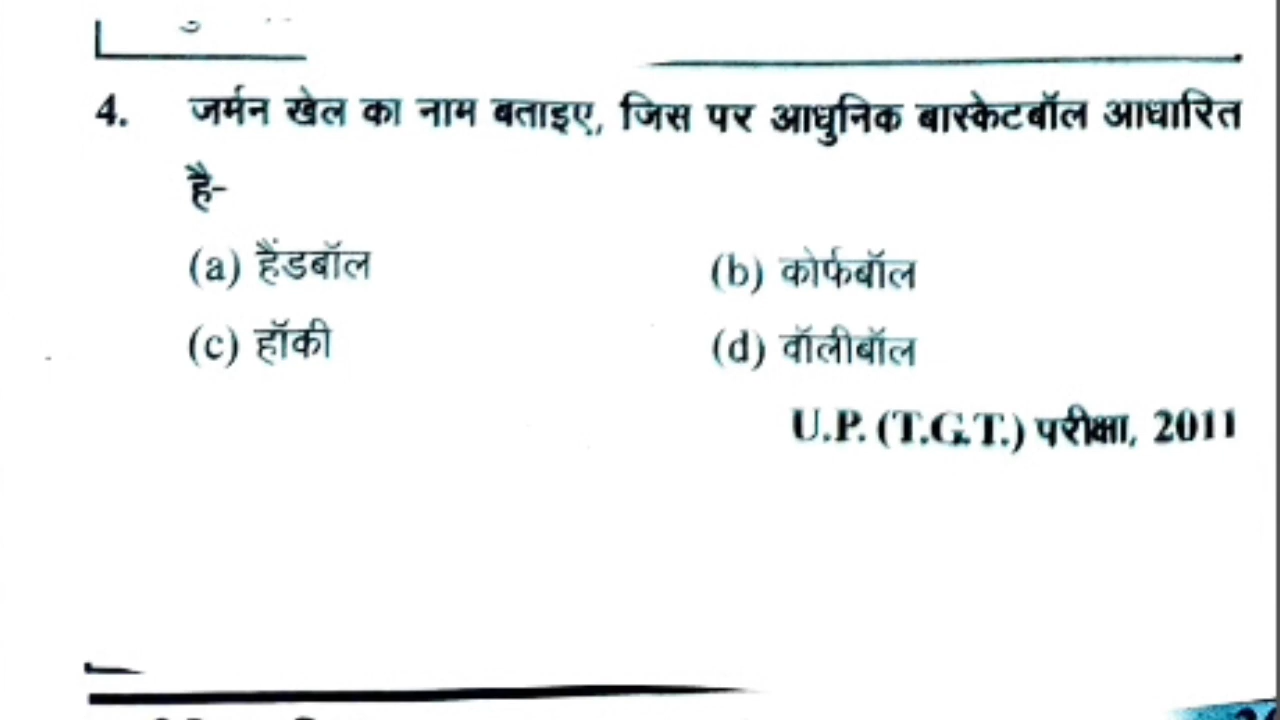 4. जर्मन खेल का नाम बताइए, जिस पर आधुनिक बास्केटबॉल आधारित
है-
(a) हैंडबॉल (b) कोर्फबॉल
(c) हॉकी (d) वॉलीबॉल
U.P. (T.G.T.) परीक्षा, 2011